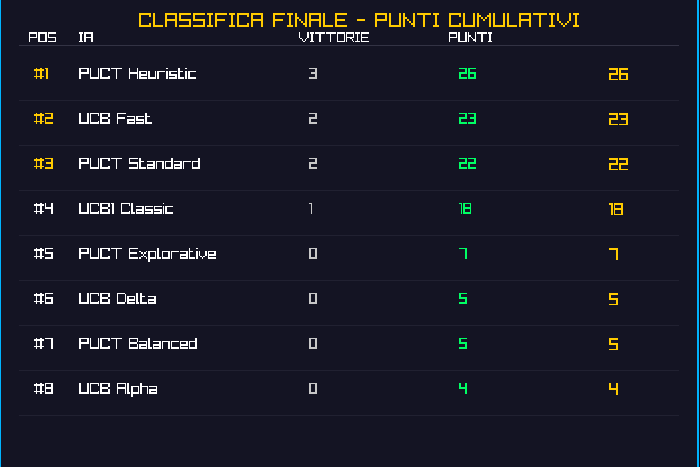 CLASSIFICA FINALE - PUNTI CUMULATIVI
POS IA VITTORIE PUNTI
#1 PUCT Heuristic 3 26 26
#2 UCB Fast 2 23 23
#3 PUCT Standard 2 22 22
#4 UCB1 Classic 1 18 18
#5 PUCT Explorative 0 7 7
#6 UCB Delta 0 5 5
#7 PUCT Balanced 0 5 5
#8 UCB Alpha 0 4 4